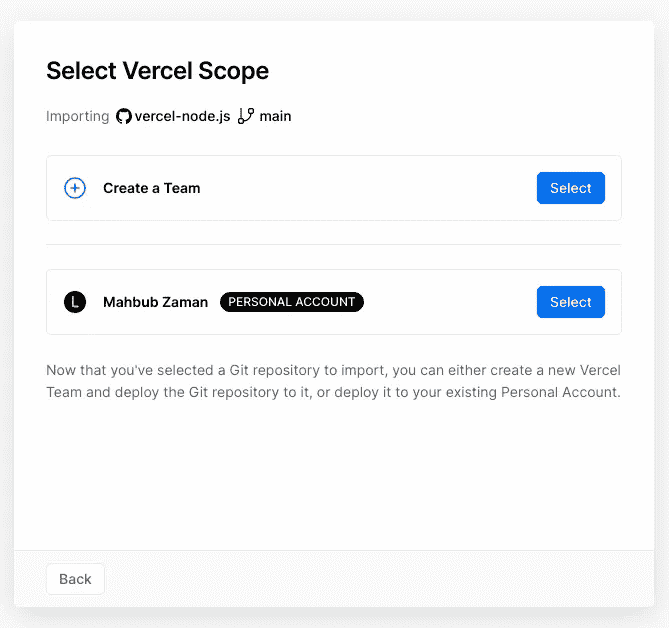 Select Vercel Scope
Importing vercel-node.js main
Create a Team Select
L Mahbub Zaman PERSONAL ACCOUNT Select
Now that you've selected a Git repository to import, you can either create a new Vercel
Team and deploy the Git repository to it, or deploy it to your existing Personal Account.
Back